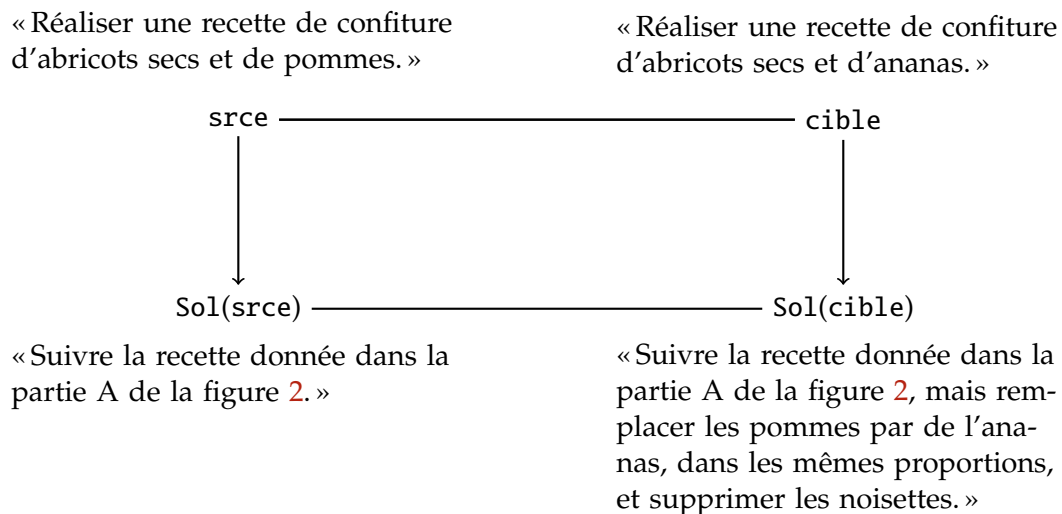 « Réaliser une recette de confiture
d'abricots secs et de pommes. »
« Réaliser une recette de confiture
d'abricots secs et d'ananas. »
srce
cible
Sol(srce)
Sol(cible)
« Suivre la recette donnée dans la
partie A de la figure 2. »
« Suivre la recette donnée dans la
partie A de la figure 2, mais rem-
placer les pommes par de l'ana-
nas, dans les mêmes proportions,
et supprimer les noisettes. »